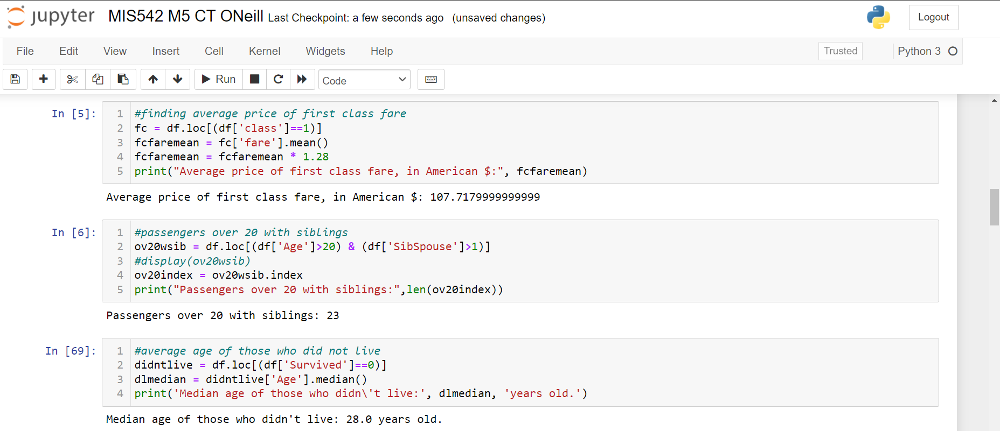 jupyter MIS542 M5 CT ONeill Last Checkpoint: a few seconds ago (unsaved changes) Logout
File Edit View Insert Cell Kernel Widgets Help Trusted Python 3
Run Code
In [5]:
1 #finding average price of first class fare
2 fc = df.loc[(df['class']==1)]
3 fcfaremean = fc['fare'].mean()
4 fcfaremean = fcfaremean * 1.28
5 print("Average price of first class fare, in American $:", fcfaremean)
Average price of first class fare, in American $: 107.7179999999999
In [6]:
1 #passengers over 20 with siblings
2 ov20wsib = df.loc[(df['Age']>20) & (df['SibSpouse']>1)]
3 #display(ov20wsib)
4 ov20index = ov20wsib.index
5 print("Passengers over 20 with siblings:",len(ov20index))
Passengers over 20 with siblings: 23
In [69]:
1 #average age of those who did not live
2 didntlive = df.loc[(df['Survived']==0)]
3 dlmedian = didntlive['Age'].median()
4 print('Median age of those who didn\'t live:', dlmedian, 'years old.')
Median age of those who didn't live: 28.0 years old.